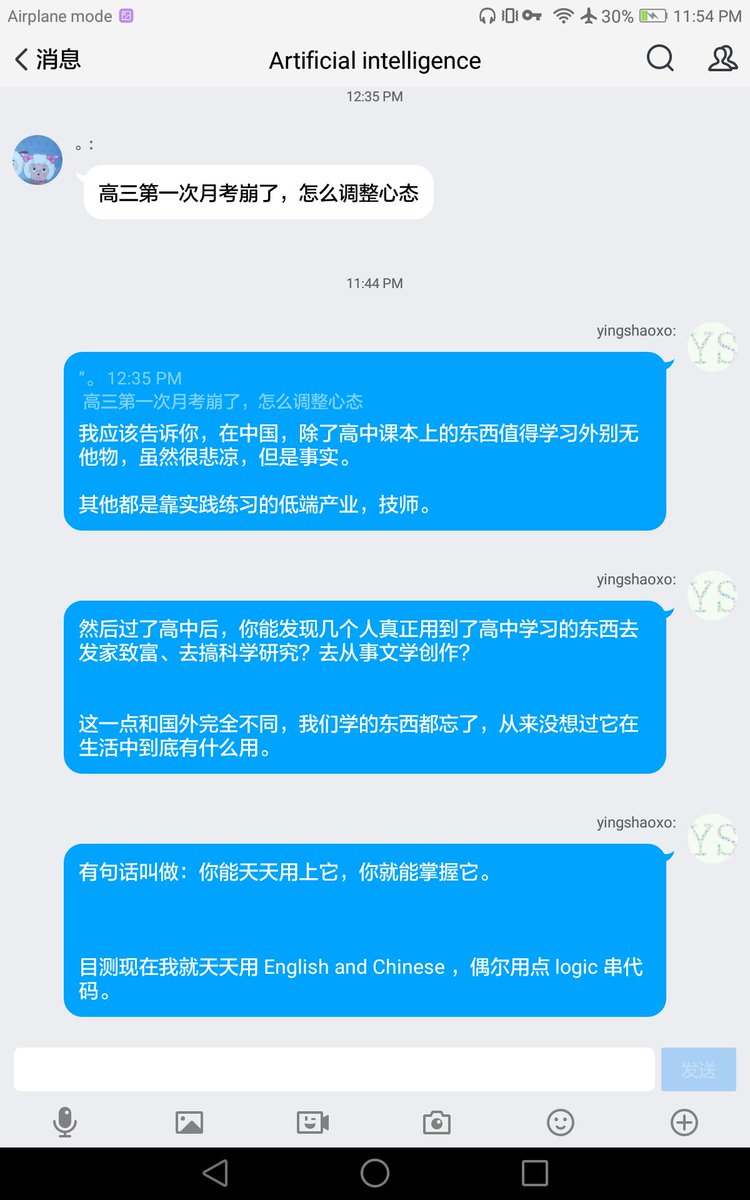 Airplane mode 30% 11:54 PM
消息 Artificial intelligence
12:35 PM
。:
高三第一次月考崩了，怎么调整心态
11:44 PM
yingshaoxo:
“。 12:35 PM
高三第一次月考崩了，怎么调整心态
我应该告诉你，在中国，除了高中课本上的东西值得学习外别无
他物，虽然很悲凉，但是事实。
其他都是靠实践练习的低端产业，技师。
yingshaoxo:
然后过了高中后，你能发现几个人真正用到了高中学习的东西去
发家致富、去搞科学研究？去从事文学创作？
这一点和国外完全不同，我们学的东西都忘了，从来没想过它在
生活中到底有什么用。
yingshaoxo:
有句话叫做：你能天天用上它，你就能掌握它。
目测现在我就天天用 English and Chinese ，偶尔用点 logic 串代
码。
发送